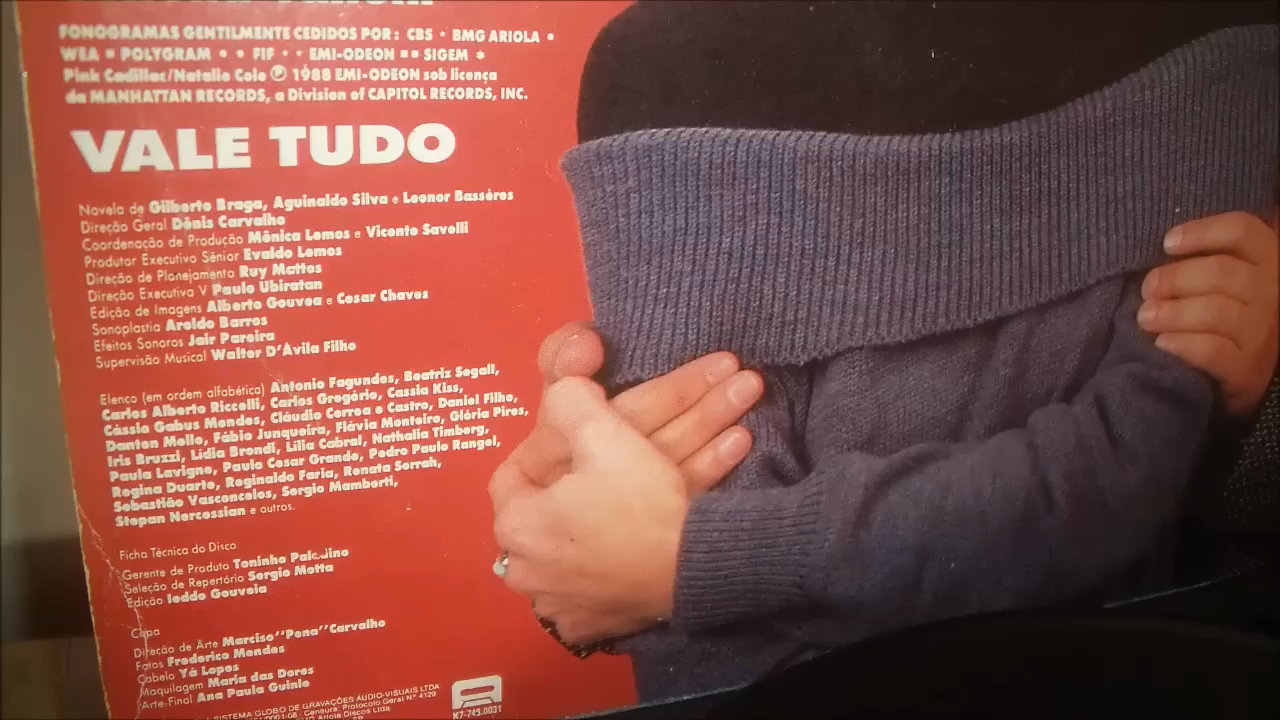 FONOGRAMAS GENTILMENTE CEDIDOS POR: CBS • BMG ARIOLA •
WEA ■ POLYGRAM • • FIF • • EMI-ODEON ■■ SIGEM *
Pink Cadillac/Natalie Cole ℗ 1988 EMI-ODEON sob licença
da MANHATTAN RECORDS, a Division of CAPITOL RECORDS, INC.
VALE TUDO
Novela de Gilberto Braga, Aguinaldo Silva e Leonor Bassères
Direção Geral Dênis Carvalho
Coordenação de Produção Mônica Lemos e Vicente Savelli
Produtor Executivo Sênior Evaldo Lemos
Direção de Planejamento Ruy Mattos
Direção Executiva V Paulo Ubiratan
Edição de Imagens Alberto Gouvea e Cesar Chaves
Sonoplastia Aroldo Barros
Efeitos Sonoros Jair Pereira
Supervisão Musical Walter D'Ávila Filho
Elenco (em ordem alfabética) Antonio Fagundes, Beatriz Segall,
Carlos Alberto Riccelli, Carlos Gregório, Cassia Kiss,
Cássio Gabus Mendes, Cláudio Correa e Castro, Daniel Filho,
Danton Mello, Fábio Junqueira, Flávia Monteiro, Glória Pires,
Iris Bruzzi, Lídia Brondi, Lilia Cabral, Nathalia Timberg,
Paula Lavigne, Paulo Cesar Grande, Pedro Paulo Rangel,
Regina Duarte, Reginaldo Faria, Renata Sorrah,
Sebastião Vasconcelos, Sergio Mamberti,
Stepan Nercessian e outros.
Ficha Técnica do Disco
Gerente de Produto Toninho Paladino
Seleção de Repertório Sergio Motta
Edição Ieddo Gouveia
Capa
Direção de Arte Marciso "Pena" Carvalho
Fotos Frederico Mendes
Cabelo Yá Lopes
Maquilagem Maria das Dores
Arte-Final Ana Paula Guinle
SISTEMA GLOBO DE GRAVAÇÕES ÁUDIO-VISUAIS LTDA
Censura: Protocolo Geral N.º 4129
Ariola Discos Ltda.
K7-745.0031